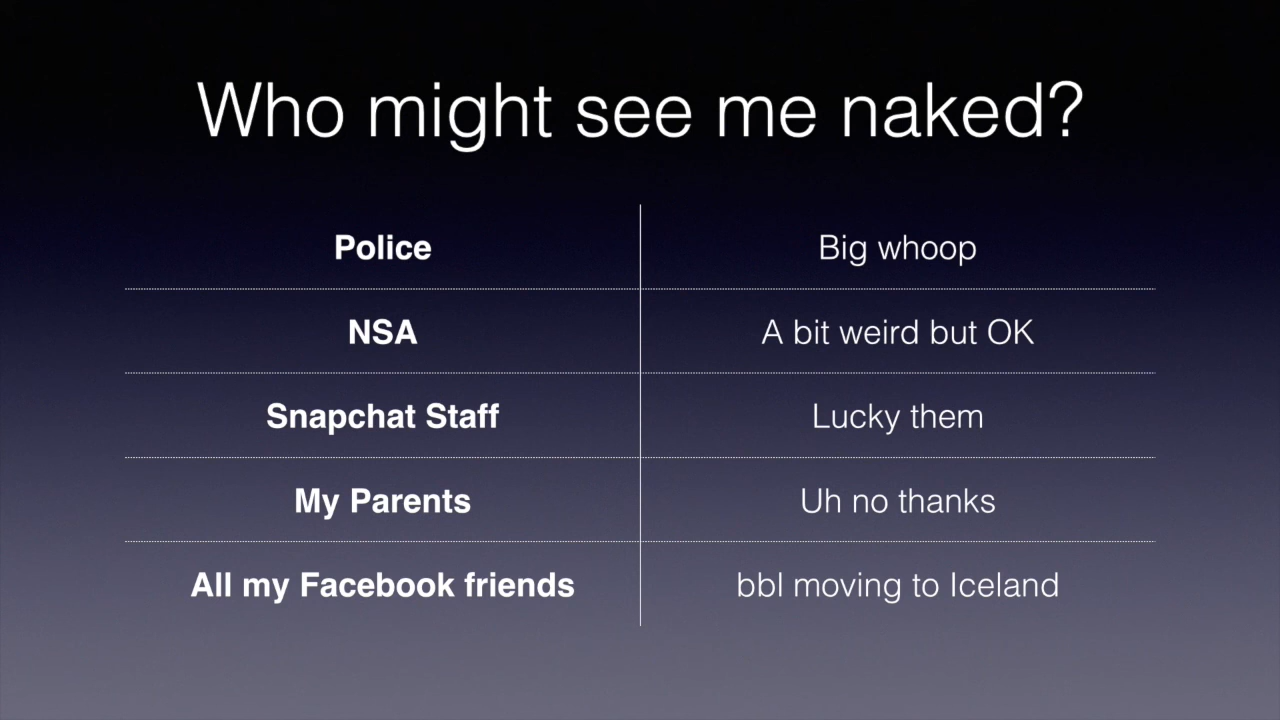 Who might see me naked?
Police Big whoop
NSA A bit weird but OK
Snapchat Staff Lucky them
My Parents Uh no thanks
All my Facebook friends bbl moving to Iceland